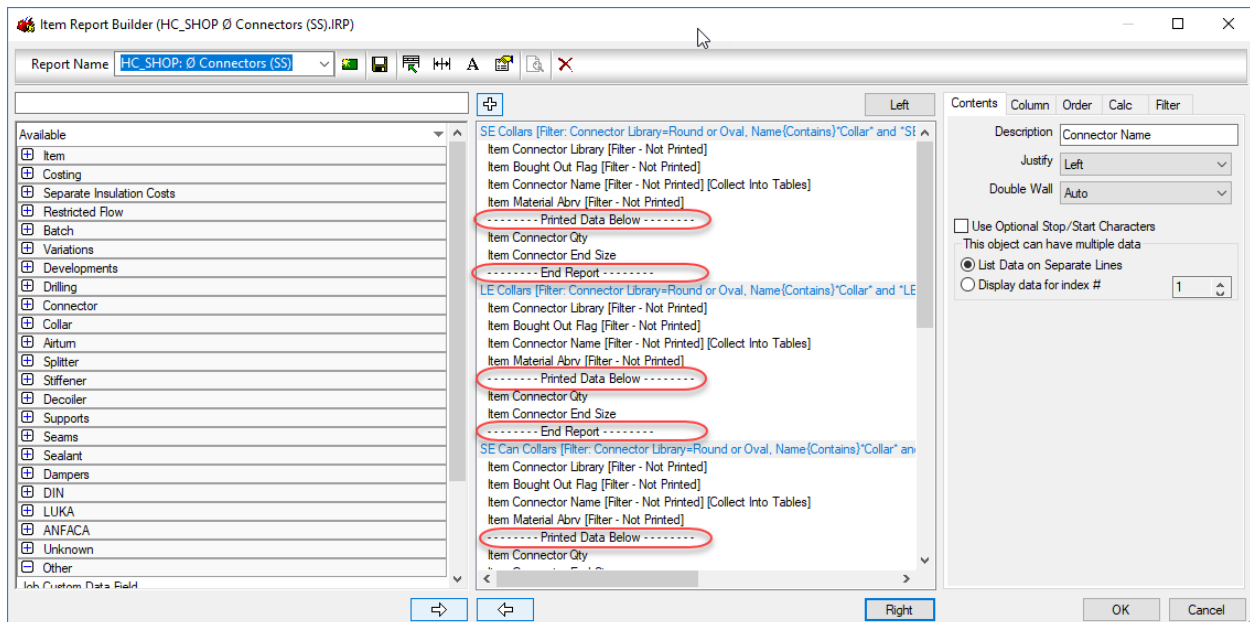 Item Report Builder (HC_SHOP Ø Connectors (SS).IRP)
Report Name HC_SHOP: Ø Connectors (SS)
Left
Available
Item
Costing
Separate Insulation Costs
Restricted Flow
Batch
Variations
Developments
Drilling
Connector
Collar
Airturn
Splitter
Stiffener
Decoiler
Supports
Seams
Sealant
Dampers
DIN
LUKA
ANFACA
Unknown
Other
Job Custom Data Field
SE Collars [Filter: Connector Library=Round or Oval, Name{Contains}"Collar" and "SE
Item Connector Library [Filter - Not Printed]
Item Bought Out Flag [Filter - Not Printed]
Item Connector Name [Filter - Not Printed] [Collect Into Tables]
Item Material Abrv [Filter - Not Printed]
- - - - - - - - Printed Data Below - - - - - - - -
Item Connector Qty
Item Connector End Size
- - - - - - - - End Report - - - - - - - -
LE Collars [Filter: Connector Library=Round or Oval, Name{Contains}"Collar" and "LE
Item Connector Library [Filter - Not Printed]
Item Bought Out Flag [Filter - Not Printed]
Item Connector Name [Filter - Not Printed] [Collect Into Tables]
Item Material Abrv [Filter - Not Printed]
- - - - - - - - Printed Data Below - - - - - - - -
Item Connector Qty
Item Connector End Size
- - - - - - - - End Report - - - - - - - -
SE Can Collars [Filter: Connector Library=Round or Oval, Name{Contains}"Collar" an
Item Connector Library [Filter - Not Printed]
Item Bought Out Flag [Filter - Not Printed]
Item Connector Name [Filter - Not Printed] [Collect Into Tables]
Item Material Abrv [Filter - Not Printed]
- - - - - - - - Printed Data Below - - - - - - - -
Item Connector Qty
Contents Column Order Calc Filter
Description Connector Name
Justify Left
Double Wall Auto
Use Optional Stop/Start Characters
This object can have multiple data
List Data on Separate Lines
Display data for index # 1
Right
OK Cancel